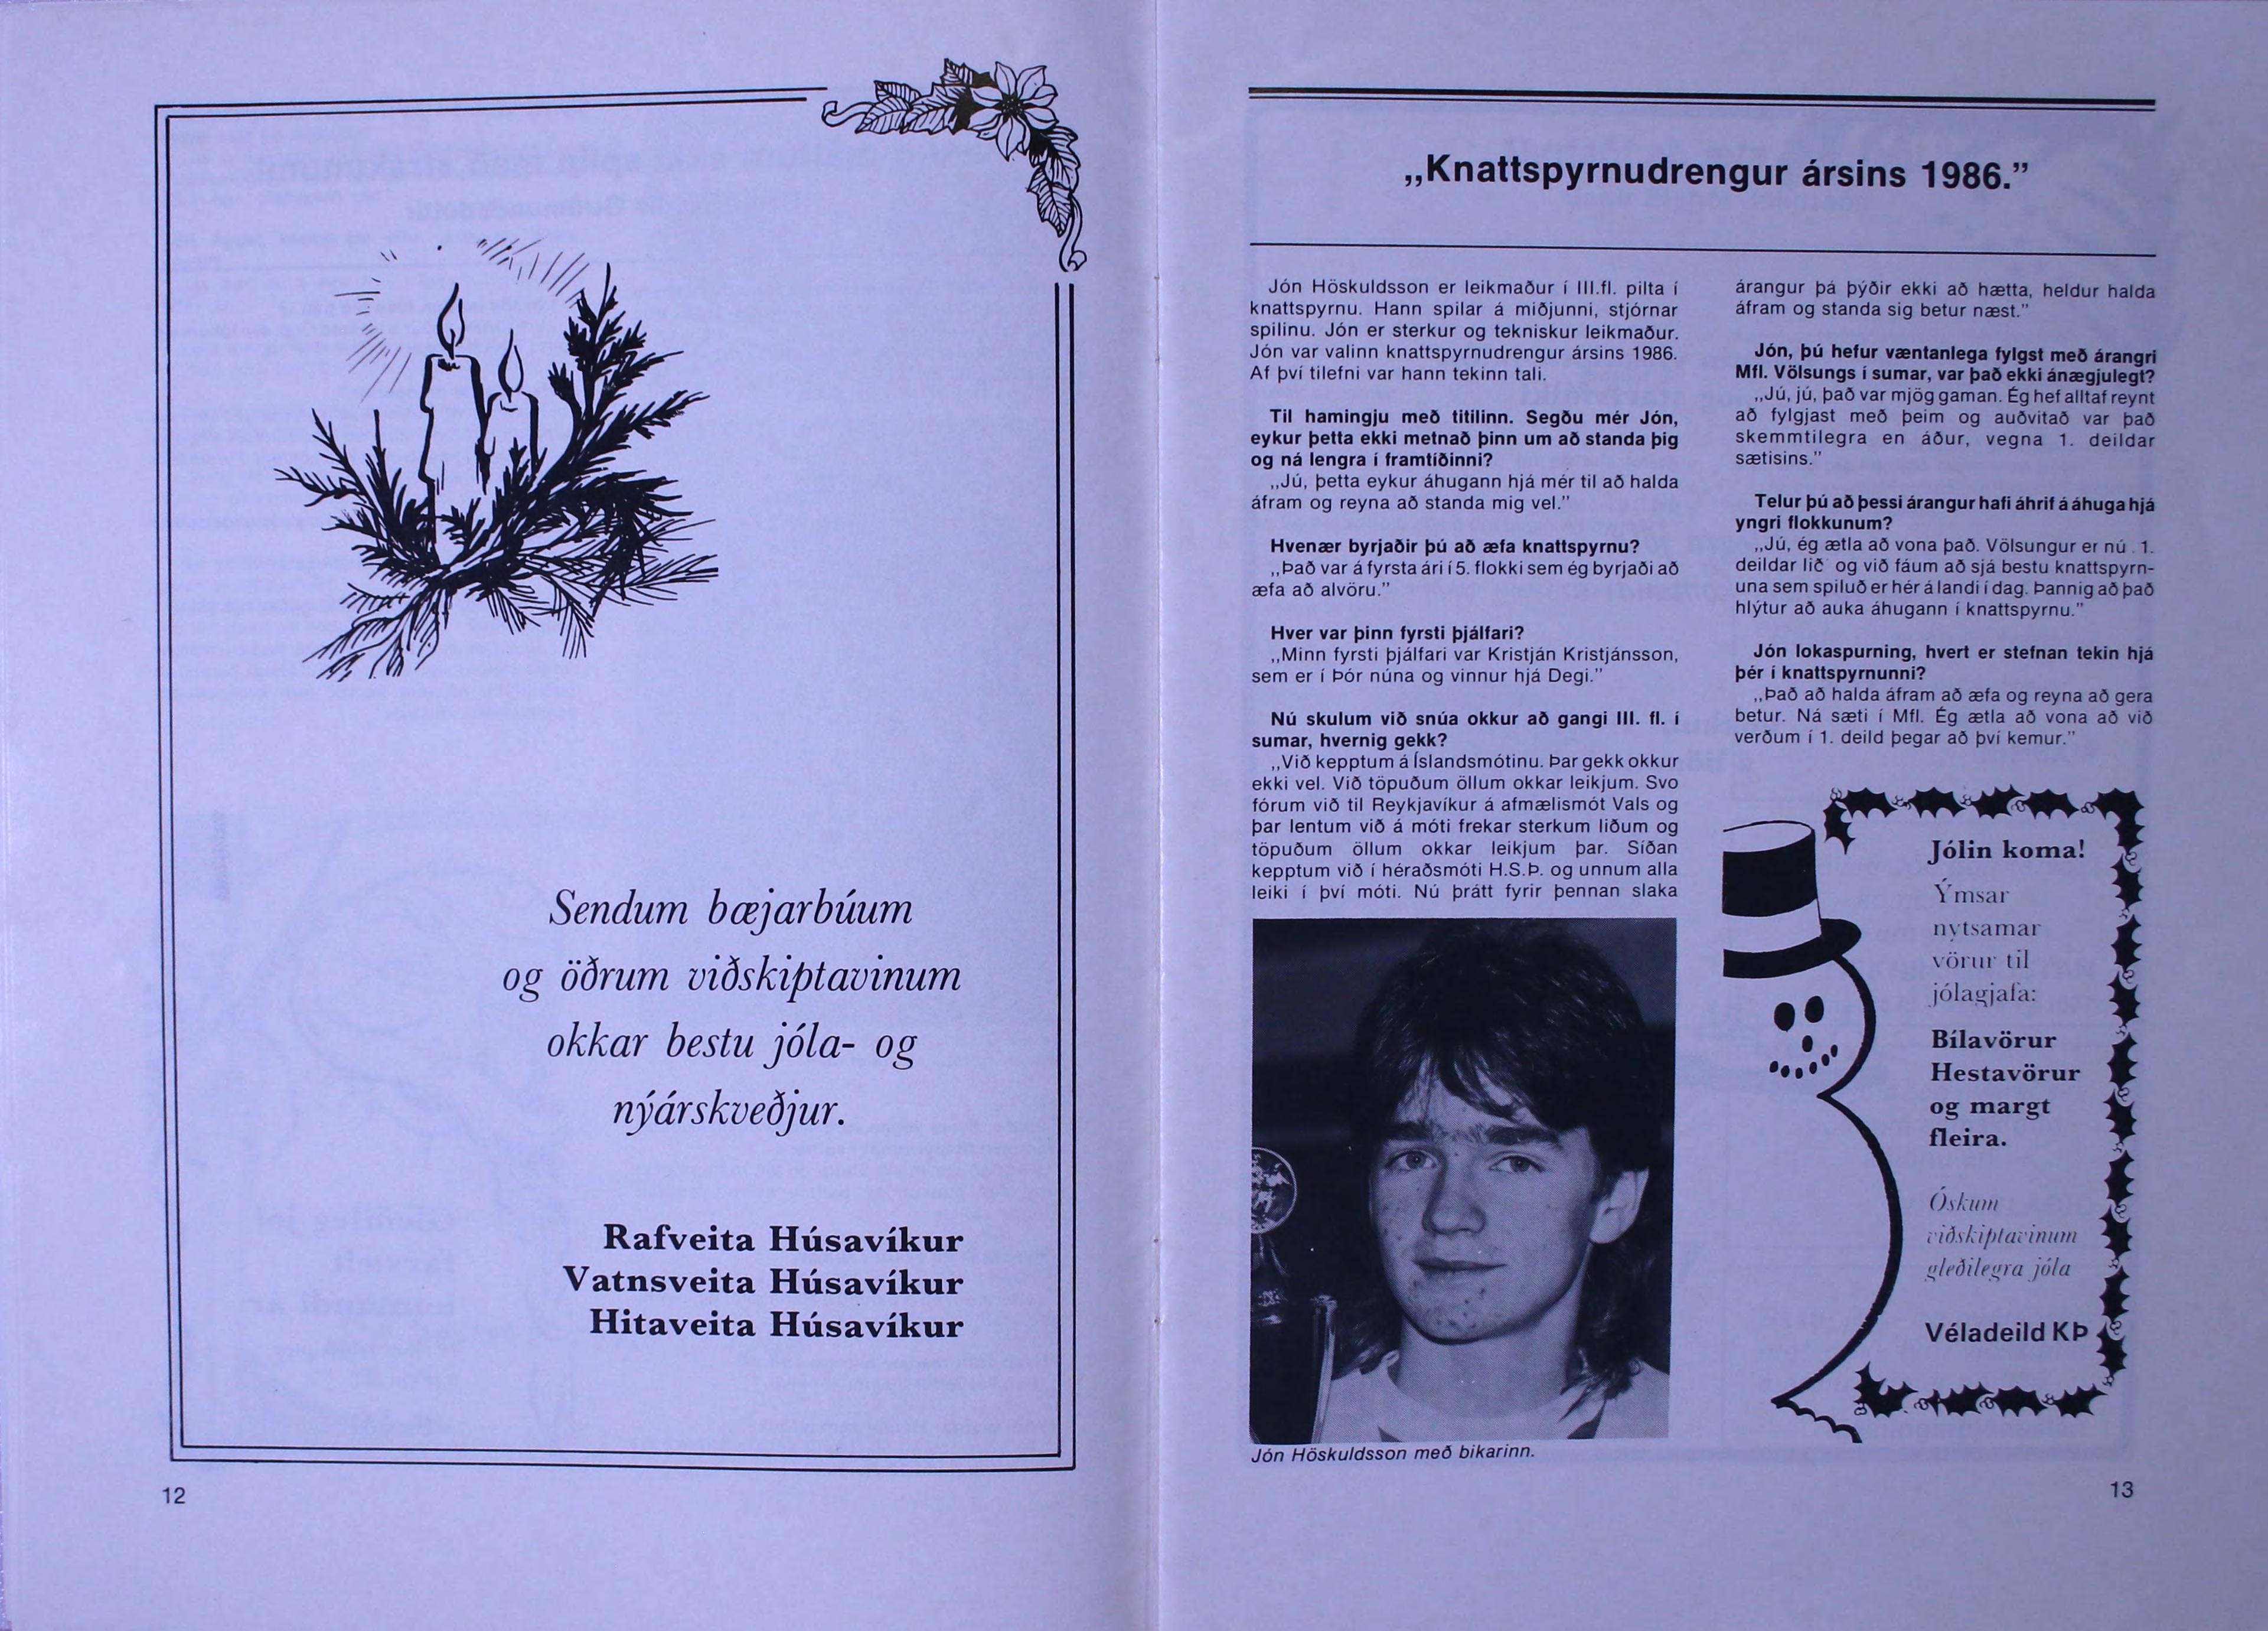 Sendum bæjarbúum
og öðrum viðskiptavinum
okkar bestu jóla- og
nýárskveðjur.
Rafveita Húsavíkur
Vatnsveita Húsavíkur
Hitaveita Húsavíkur
12
„Knattspyrnudrengur ársins 1986.”
Jón Höskuldsson er leikmaður í III.fl. pilta í
knattspyrnu. Hann spilar á miðjunni, stjórnar
spilinu. Jón er sterkur og tekniskur leikmaður.
Jón var valinn knattspyrnudrengur ársins 1986.
Af því tilefni var hann tekinn tali.
Til hamingju með titilinn. Segðu mér Jón,
eykur þetta ekki metnað þinn um að standa þig
og ná lengra í framtíðinni?
„Jú, þetta eykur áhugann hjá mér til að halda
áfram og reyna að standa mig vel.”
Hvenær byrjaðir þú að æfa knattspyrnu?
„Það var á fyrsta ári í 5. flokki sem ég byrjaði að
æfa að alvöru.”
Hver var þinn fyrsti þjálfari?
„Minn fyrsti þjálfari var Kristján Kristjánsson,
sem er í Þór núna og vinnur hjá Degi.”
Nú skulum við snúa okkur að gangi III. fl. í
sumar, hvernig gekk?
„Við kepptum á Íslandsmótinu. Þar gekk okkur
ekki vel. Við töpuðum öllum okkar leikjum. Svo
fórum við til Reykjavíkur á afmælismót Vals og
þar lentum við á móti frekar sterkum liðum og
töpuðum öllum okkar leikjum þar. Síðan
kepptum við í héraðsmóti H.S.Þ. og unnum alla
leiki í því móti. Nú þrátt fyrir þennan slaka
Jón Höskuldsson með bikarinn.
árangur þá þýðir ekki að hætta, heldur halda
áfram og standa sig betur næst.”
Jón, þú hefur væntanlega fylgst með árangri
Mfl. Völsungs í sumar, var það ekki ánægjulegt?
„Jú, jú, það var mjög gaman. Ég hef alltaf reynt
að fylgjast með þeim og auðvitað var það
skemmtilegra en áður, vegna 1. deildar
sætisins.”
Telur þú að þessi árangur hafi áhrif á áhuga hjá
yngri flokkunum?
„Jú, ég ætla að vona það. Völsungur er nú 1.
deildar lið og við fáum að sjá bestu knattspyrn-
una sem spiluð er hér á landi í dag. Þannig að það
hlýtur að auka áhugann í knattspyrnu.”
Jón lokaspurning, hvert er stefnan tekin hjá
þér í knattspyrnunni?
„Það að halda áfram að æfa og reyna að gera
betur. Ná sæti í Mfl. Ég ætla að vona að við
verðum í 1. deild þegar að því kemur.”
Jólin koma!
Ýmsar
nytsamar
vörur til
jólagjafa:
Bílavörur
Hestavörur
og margt
fleira.
Óskum
viðskiptavinum
gleðilegra jóla
Véladeild KÞ
13